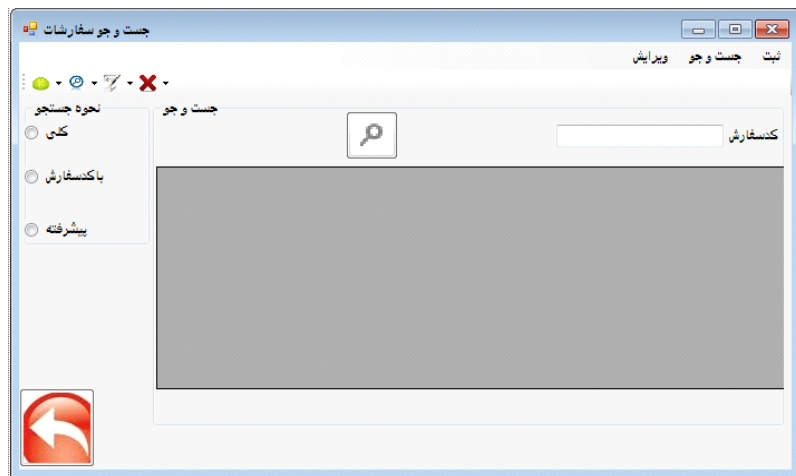 جست و جو سفارشات
ثبت جست و جو ویرایش
جست و جو
کدسفارش
نحوه جستجو
کلی
باکدسفارش
پیشرفته